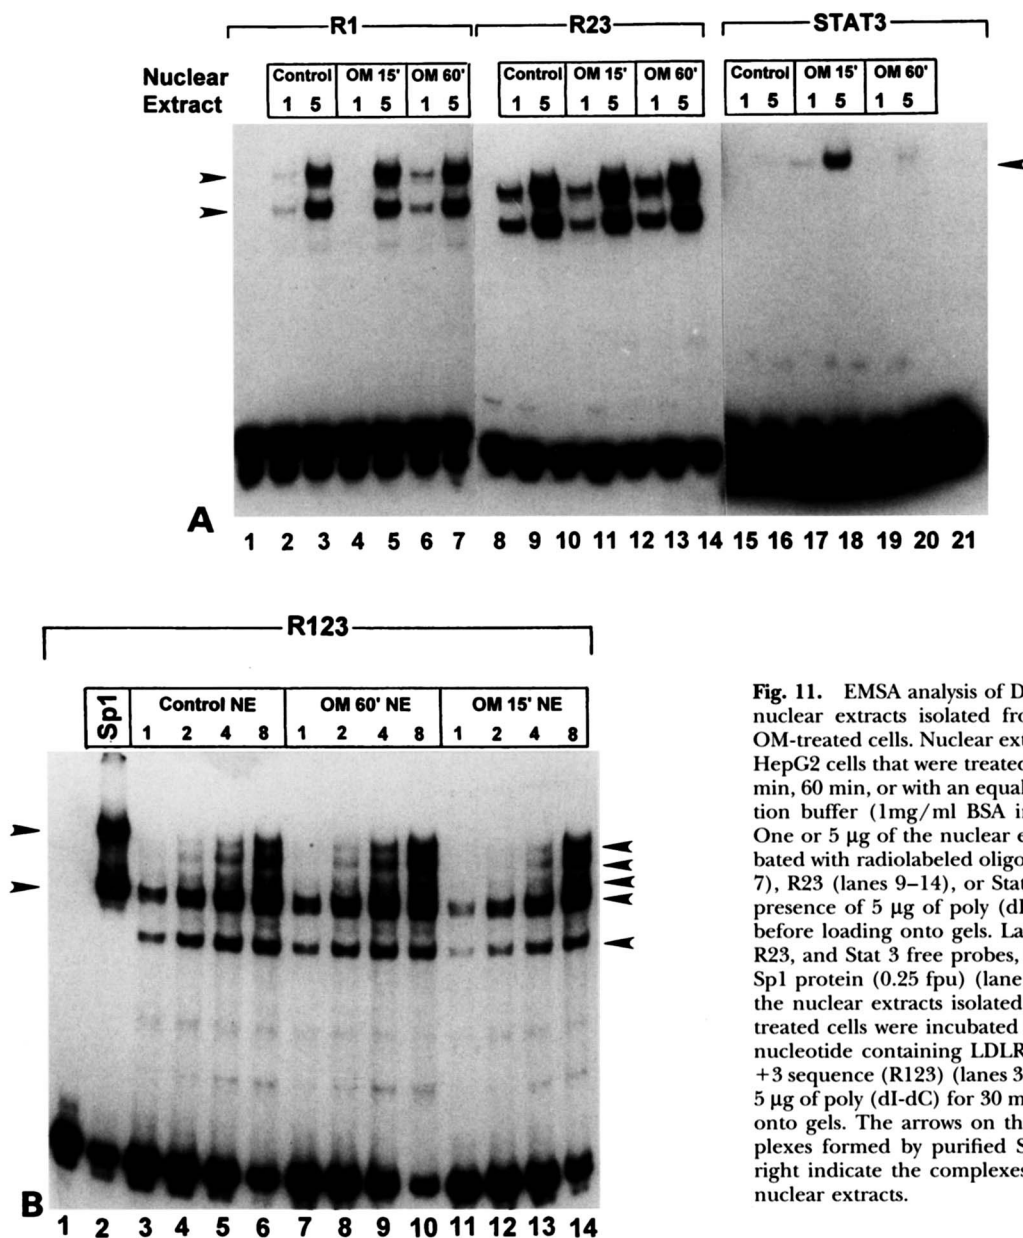 R1 R23 STAT3
Nuclear Extract
Control OM 15' OM 60' Control OM 15' OM 60' Control OM 15' OM 60'
1 5 1 5 1 5 1 5 1 5 1 5 1 5 1 5 1 5
A
1 2 3 4 5 6 7 8 9 10 11 12 13 14 15 16 17 18 19 20 21
R123
Sp1 Control NE OM 60' NE OM 15' NE
1 2 4 8 1 2 4 8 1 2 4 8
B
1 2 3 4 5 6 7 8 9 10 11 12 13 14
Fig. 11. EMSA analysis of D
nuclear extracts isolated fro
OM-treated cells. Nuclear ext
HepG2 cells that were treated
min, 60 min, or with an equal
tion buffer (1mg/ml BSA in
One or 5 µg of the nuclear e
bated with radiolabeled oligo
7), R23 (lanes 9–14), or Stat
presence of 5 µg of poly (dI
before loading onto gels. La
R23, and Stat 3 free probes,
Sp1 protein (0.25 fpu) (lane
the nuclear extracts isolated
treated cells were incubated
nucleotide containing LDLR
+3 sequence (R123) (lanes 3
5 µg of poly (dI-dC) for 30 m
onto gels. The arrows on th
plexes formed by purified S
right indicate the complexes
nuclear extracts.